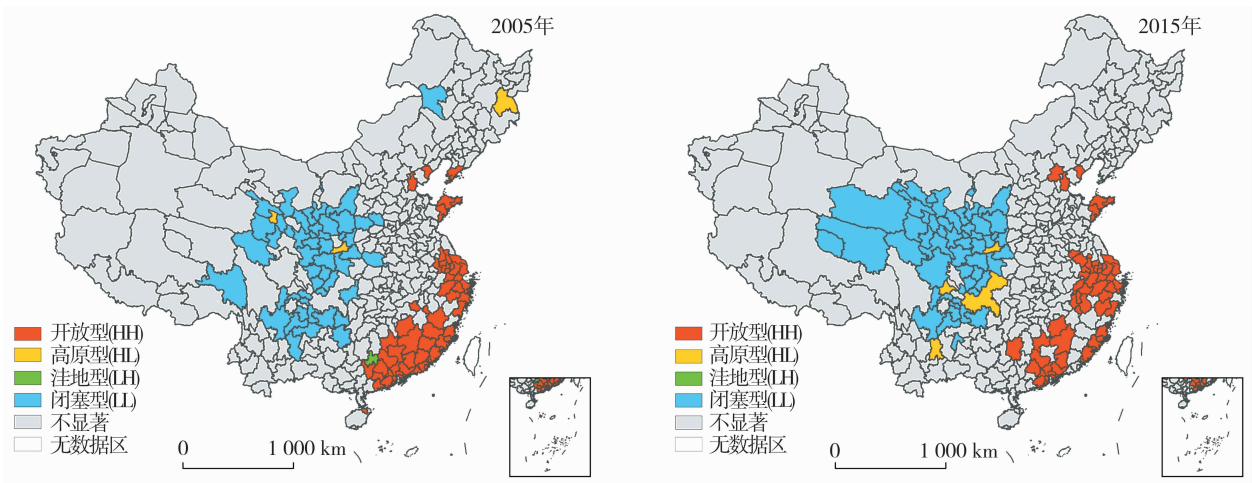 2005年
开放型(HH)
高原型(HL)
洼地型(LH)
闭塞型(LL)
不显著
无数据区
0 1 000 km
2015年
开放型(HH)
高原型(HL)
洼地型(LH)
闭塞型(LL)
不显著
无数据区
0 1 000 km